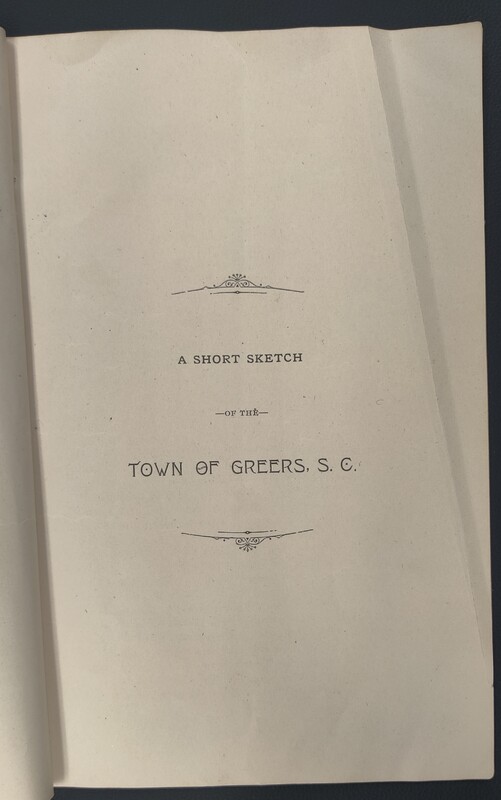 A SHORT SKETCH
—OF THE—
TOWN OF GREERS, S. C.